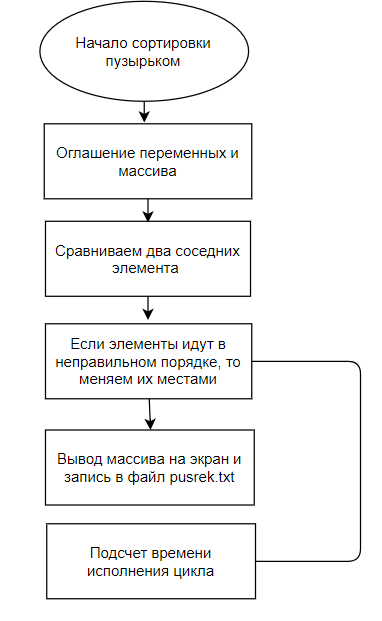 Начало сортировки
пузырьком
Оглашение переменных и
массива
Сравниваем два соседних
элемента
Если элементы идут в
неправильном порядке, то
меняем их местами
Вывод массива на экран и
запись в файл pusrek.txt
Подсчет времени
исполнения цикла